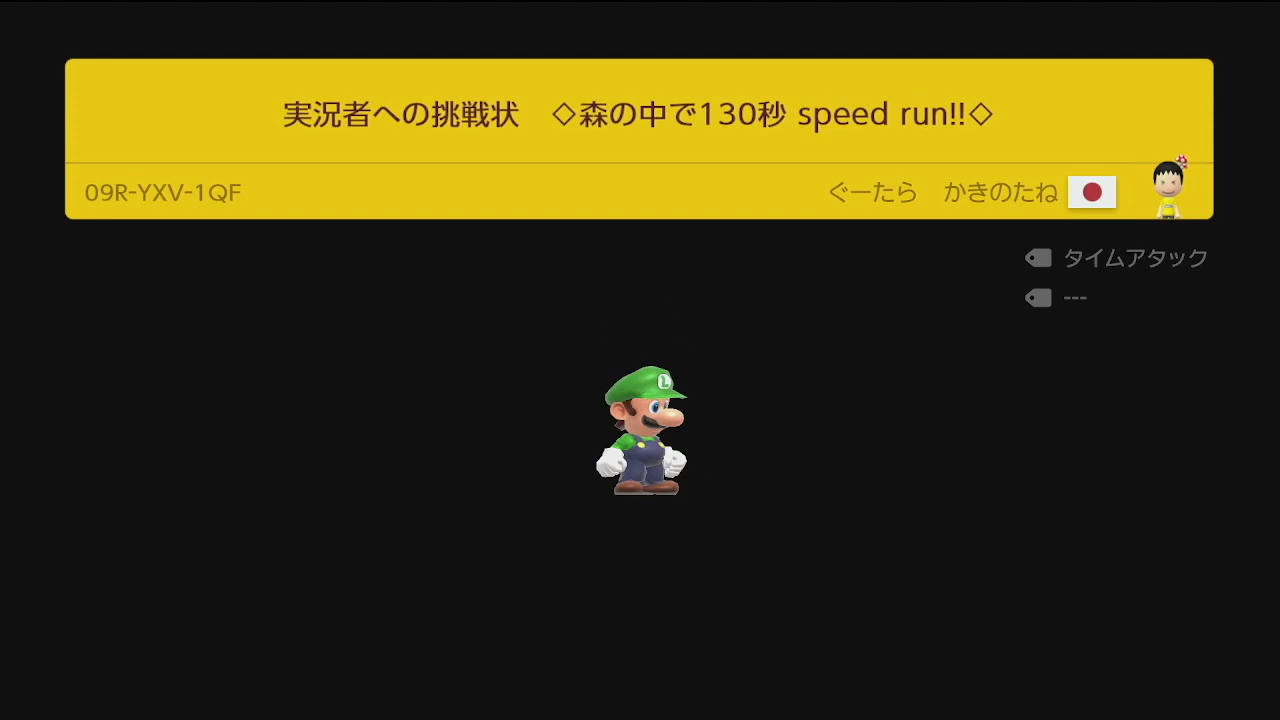 実況者への挑戦状　◇森の中で130秒 speed run!!◇
09R-YXV-1QF
ぐーたら　かきのたね
タイムアタック
---
L